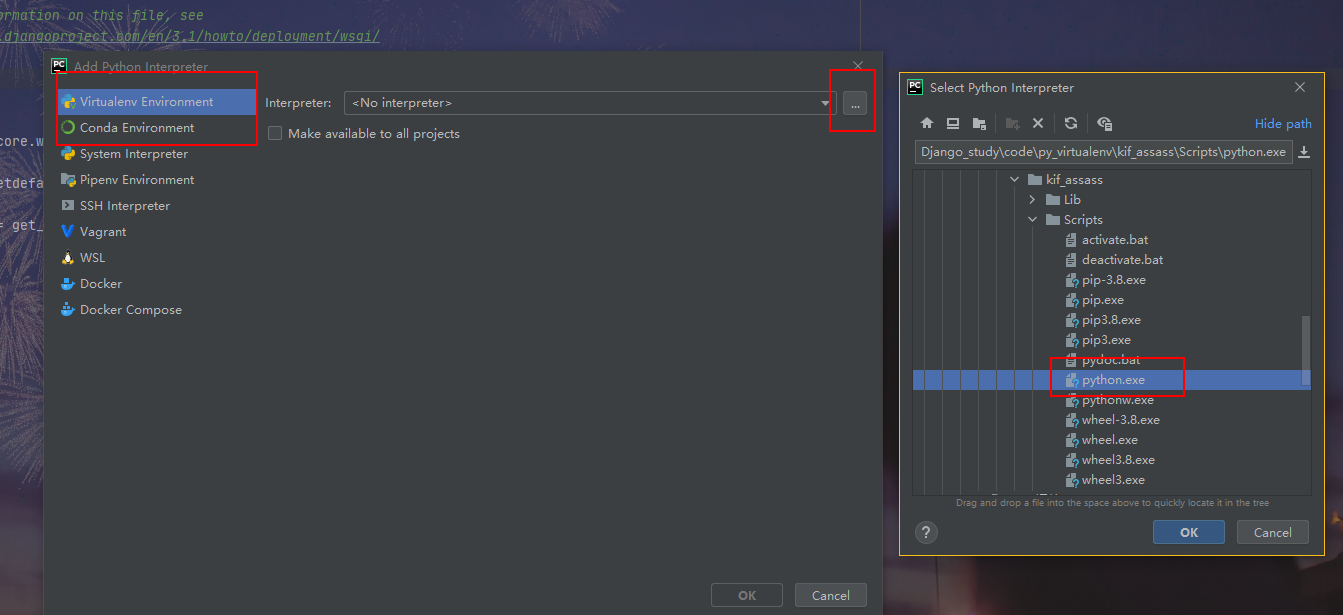 ormation on this file, see
.djangoproject.com/en/3.1/howto/deployment/wsgi/
core.w
etdefa
= get_
PC Add Python Interpreter
Virtualenv Environment
Conda Environment
System Interpreter
Pipenv Environment
SSH Interpreter
Vagrant
WSL
Docker
Docker Compose
Interpreter: <No interpreter> ...
Make available to all projects
OK Cancel
PC Select Python Interpreter
Hide path
Django_study\code\py_virtualenv\kif_assass\Scripts\python.exe
kif_assass
Lib
Scripts
activate.bat
deactivate.bat
pip-3.8.exe
pip.exe
pip3.8.exe
pip3.exe
pydoc.bat
python.exe
pythonw.exe
wheel-3.8.exe
wheel.exe
wheel3.8.exe
wheel3.exe
Drag and drop a file into the space above to quickly locate it in the tree
? OK Cancel